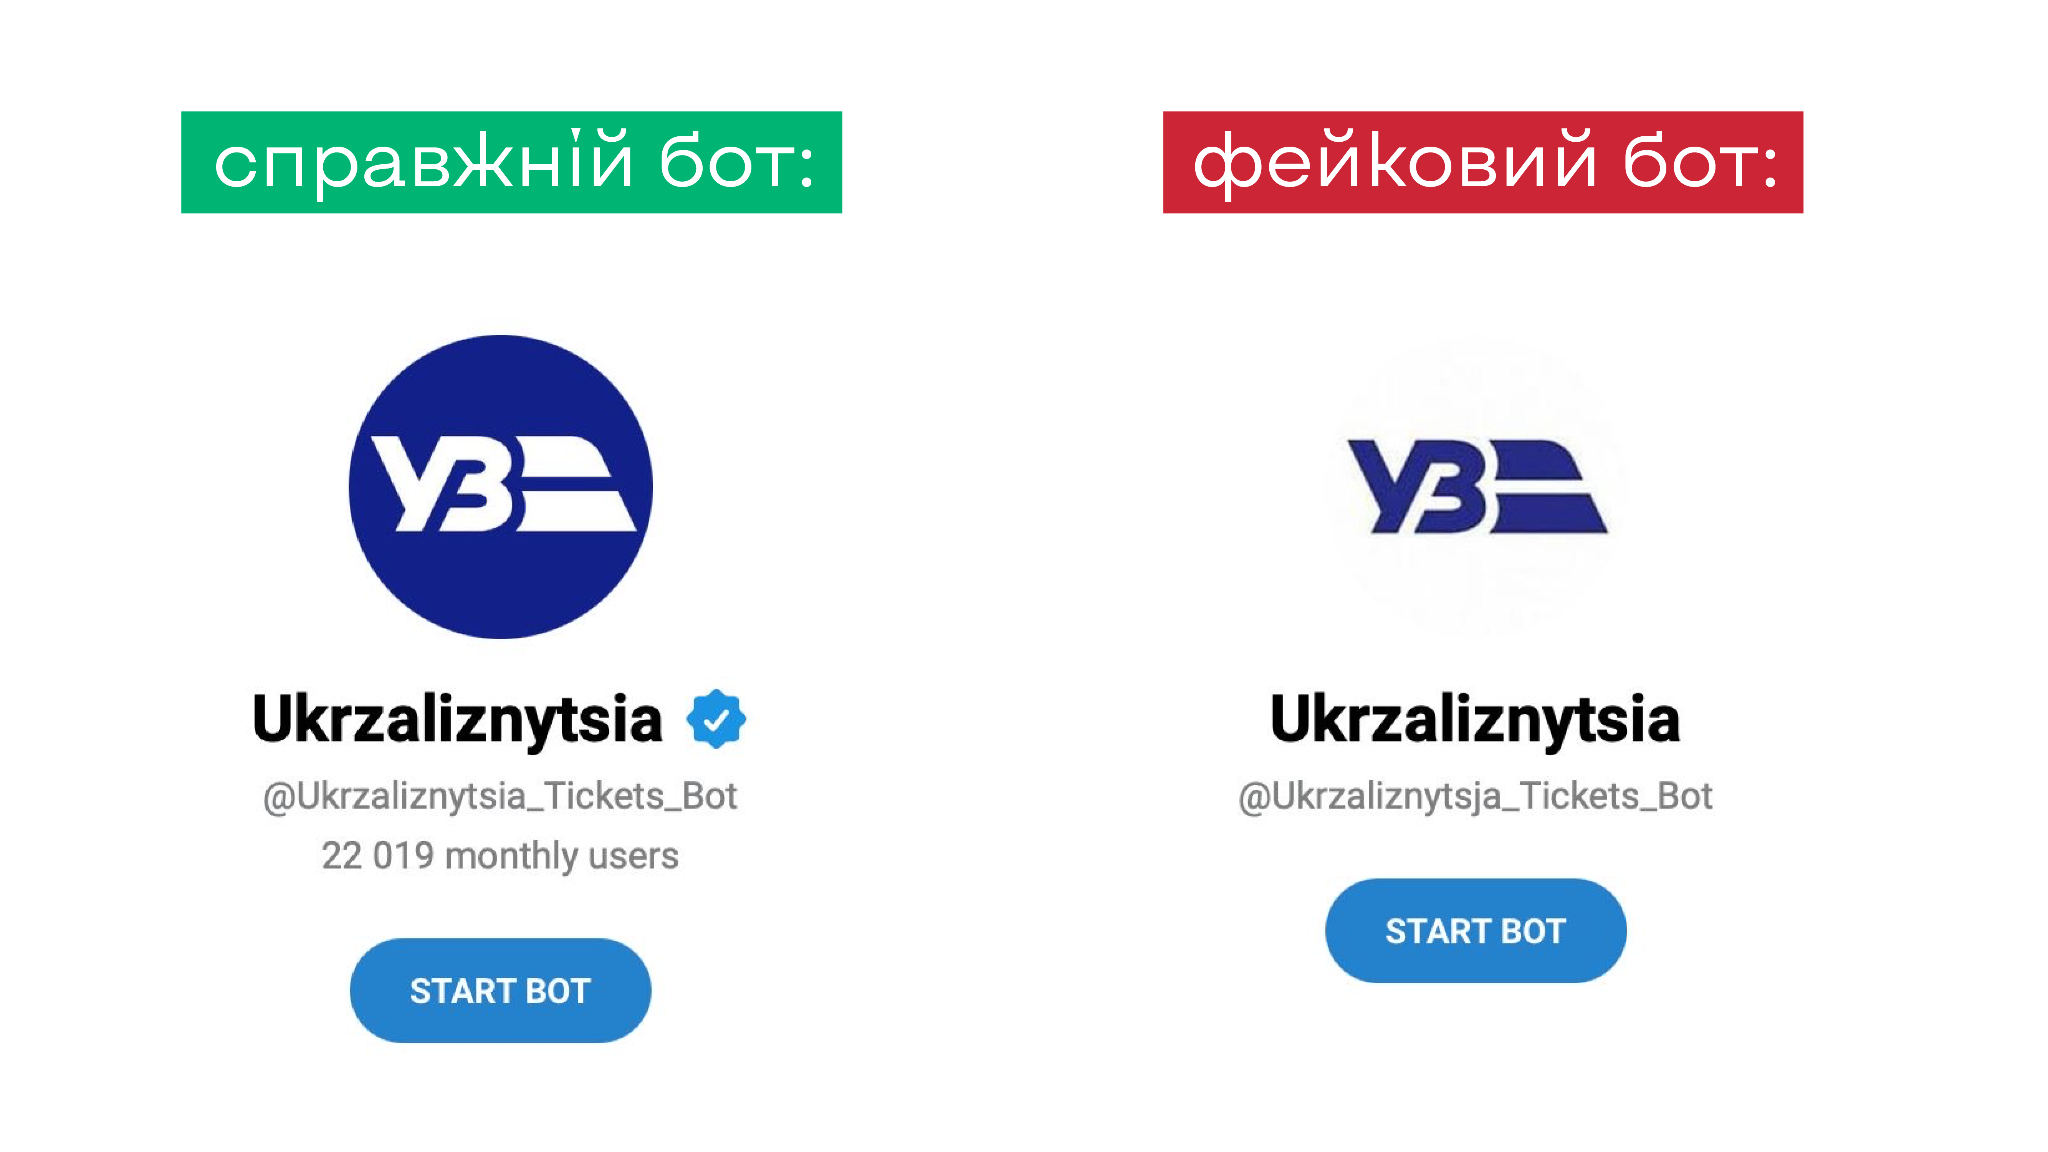 справжній бот:
УЗ
Ukrzaliznytsia
@Ukrzaliznytsia_Tickets_Bot
22 019 monthly users
START BOT
фейковий бот:
УЗ
Ukrzaliznytsia
@Ukrzaliznytsja_Tickets_Bot
START BOT